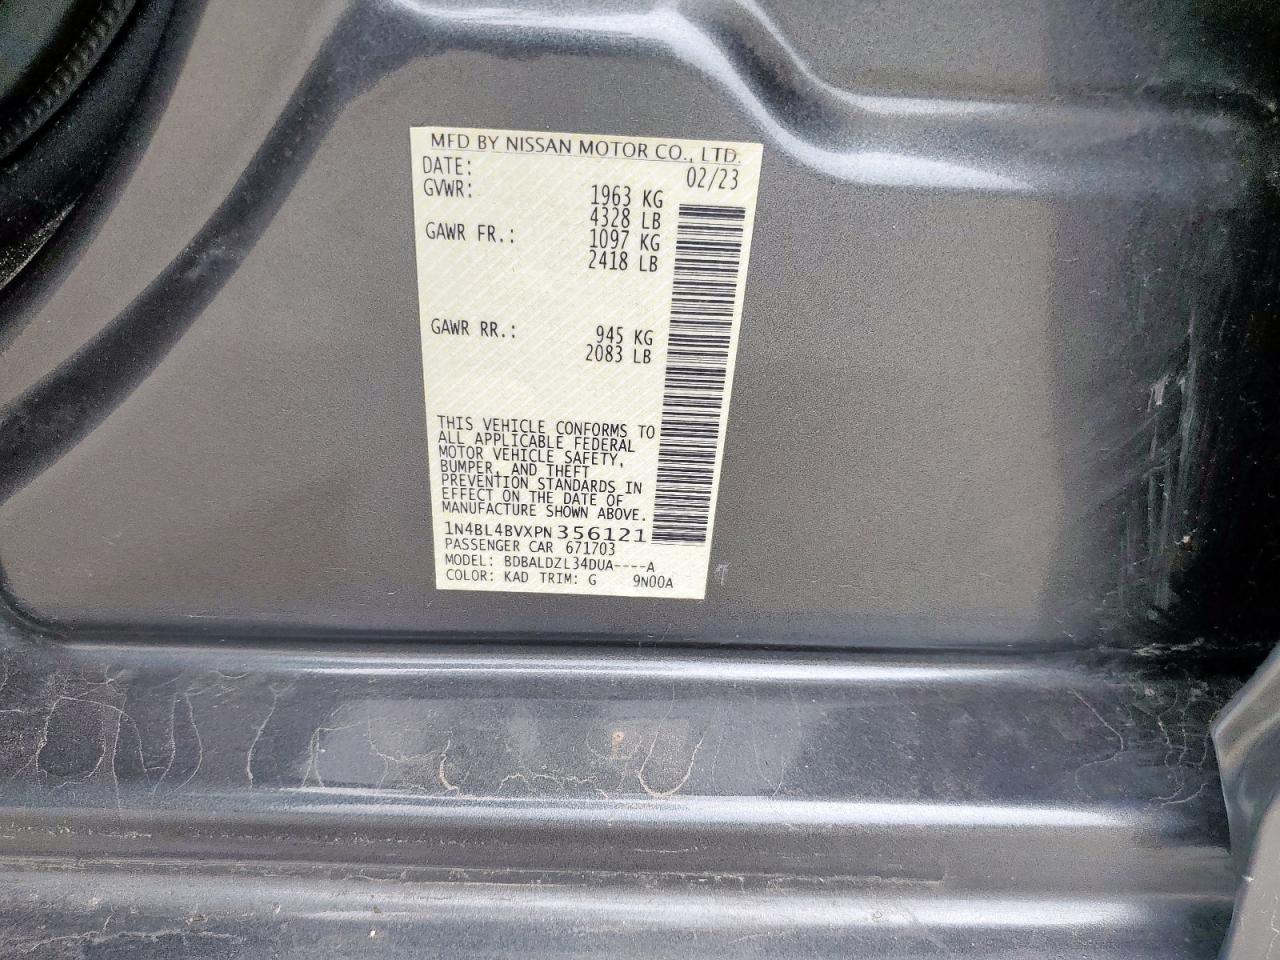 MFD BY NISSAN MOTOR CO., LTD.
DATE: 02/23
GVWR: 1963 KG
4328 LB
GAWR FR.: 1097 KG
2418 LB
GAWR RR.: 945 KG
2083 LB
THIS VEHICLE CONFORMS TO
ALL APPLICABLE FEDERAL
MOTOR VEHICLE SAFETY,
BUMPER, AND THEFT
PREVENTION STANDARDS IN
EFFECT ON THE DATE OF
MANUFACTURE SHOWN ABOVE.
1N4BL4BVXPN356121
PASSENGER CAR 671703
MODEL: BDBALDZL34DUA----A
COLOR: KAD TRIM: G 9N00A